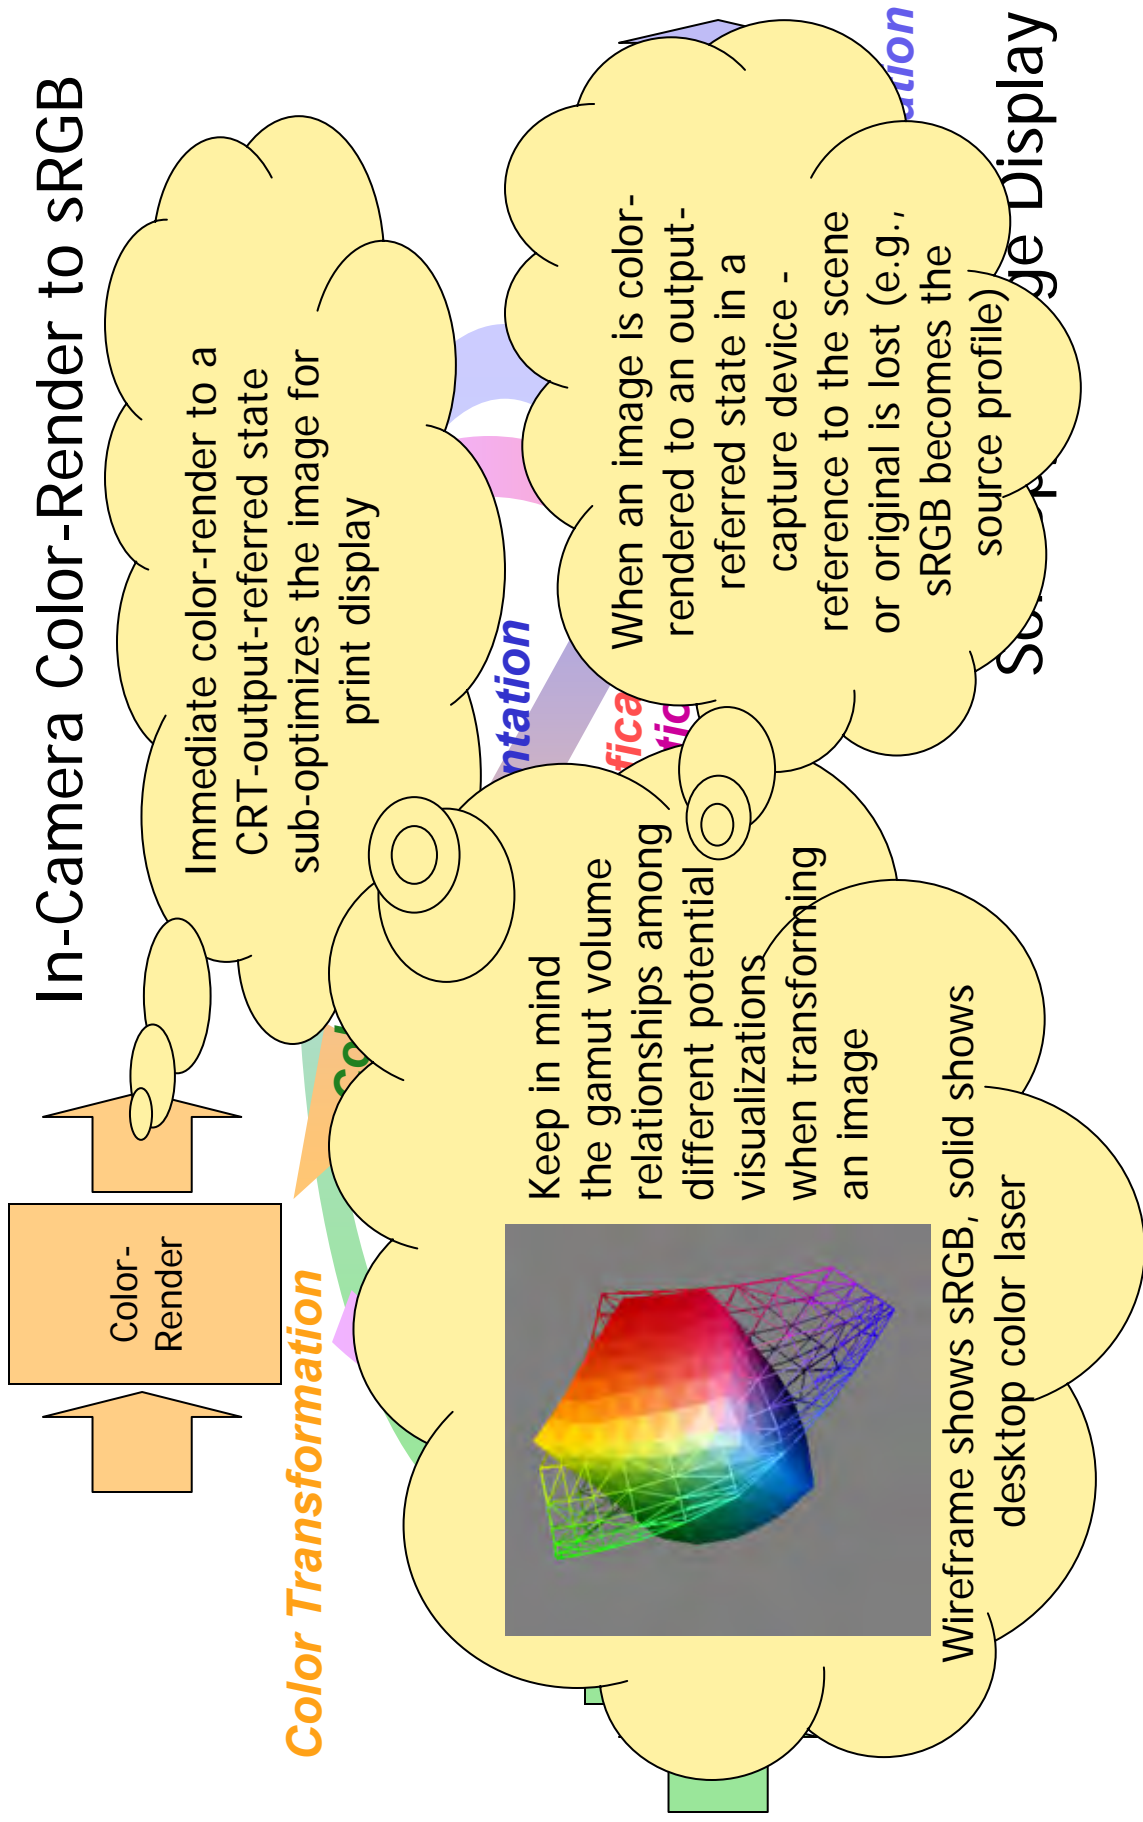 In-Camera Color-Render to sRGB
Color-
Render
Color Transformation
Immediate color-render to a
CRT-output-referred state
sub-optimizes the image for
print display
When an image is color-
rendered to an output-
referred state in a
capture device -
reference to the scene
or original is lost (e.g.,
sRGB becomes the
source profile)
Keep in mind
the gamut volume
relationships among
different potential
visualizations
when transforming
an image
Wireframe shows sRGB, solid shows
desktop color laser
Display